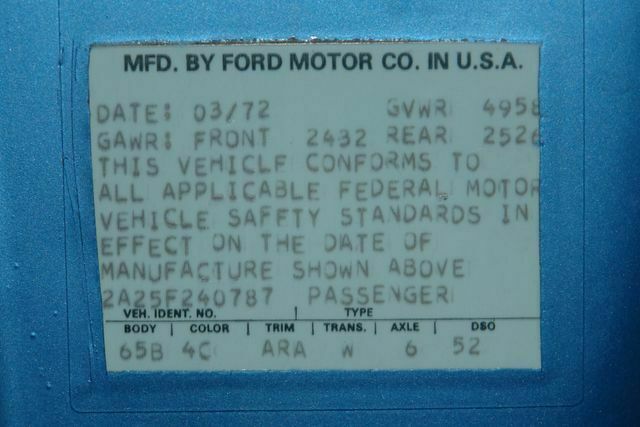 MFD. BY FORD MOTOR CO. IN U.S.A.
DATE: 03/72 GVWR 4958
GAWR: FRONT 2432 REAR 2526
THIS VEHICLE CONFORMS TO
ALL APPLICABLE FEDERAL MOTOR
VEHICLE SAFFTY STANDARDS IN
EFFECT ON THE DATE OF
MANUFACTURE SHOWN ABOVE
2A25F240787 PASSENGER
VEH. IDENT. NO. | TYPE
BODY | COLOR | TRIM | TRANS. | AXLE | DSO
65B 4C ARA W 6 52